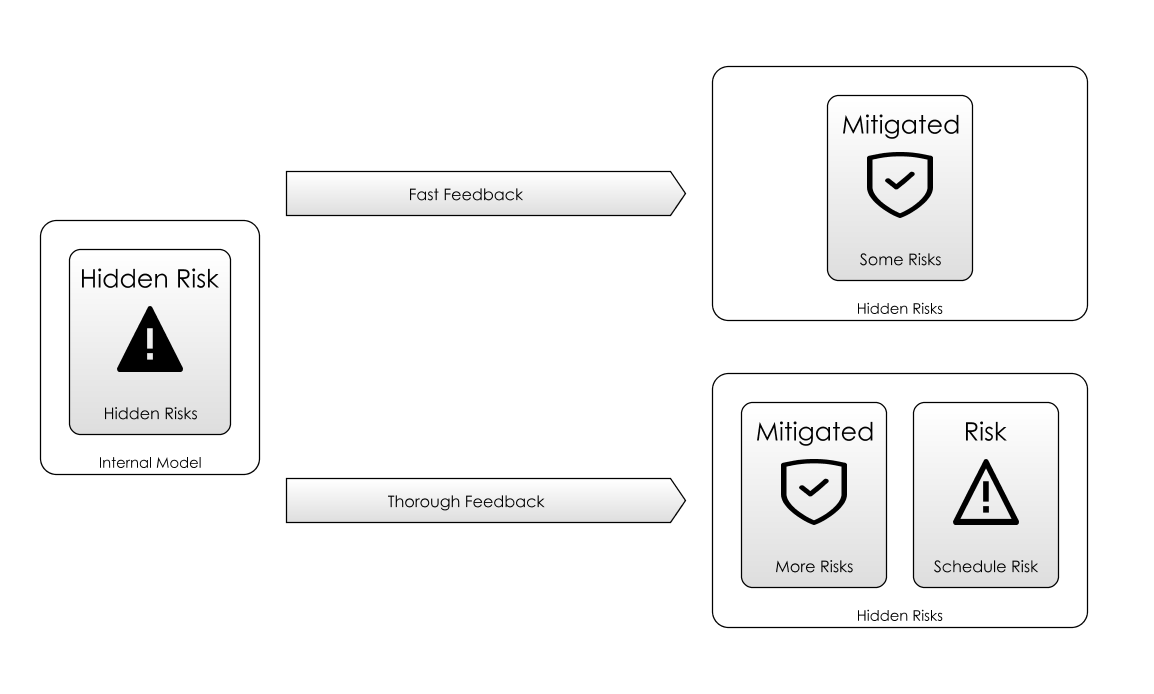 Hidden Risk
Hidden Risks
Internal Model
Fast Feedback
Mitigated
Some Risks
Hidden Risks
Thorough Feedback
Mitigated
More Risks
Risk
Schedule Risk
Hidden Risks